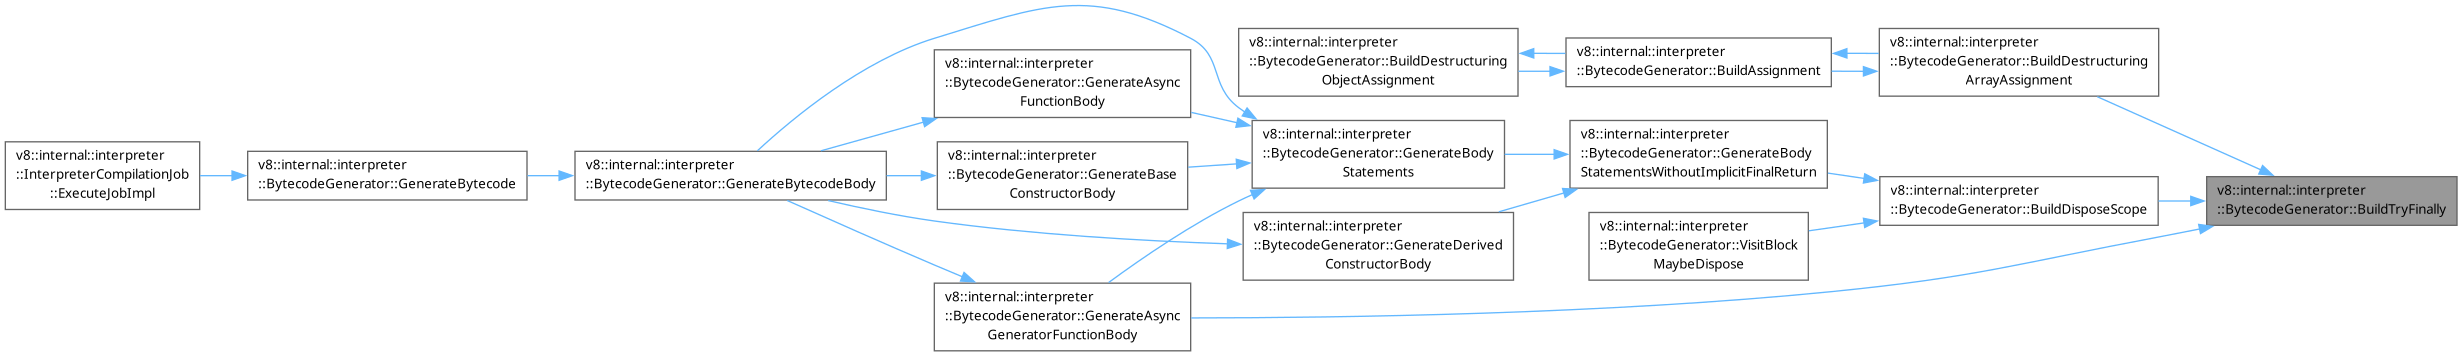 v8::internal::interpreter
::InterpreterCompilationJob
::ExecuteJobImpl
v8::internal::interpreter
::BytecodeGenerator::GenerateBytecode
v8::internal::interpreter
::BytecodeGenerator::GenerateBytecodeBody
v8::internal::interpreter
::BytecodeGenerator::GenerateAsync
FunctionBody
v8::internal::interpreter
::BytecodeGenerator::GenerateBase
ConstructorBody
v8::internal::interpreter
::BytecodeGenerator::GenerateAsync
GeneratorFunctionBody
v8::internal::interpreter
::BytecodeGenerator::BuildDestructuring
ObjectAssignment
v8::internal::interpreter
::BytecodeGenerator::GenerateBody
Statements
v8::internal::interpreter
::BytecodeGenerator::GenerateDerived
ConstructorBody
v8::internal::interpreter
::BytecodeGenerator::BuildAssignment
v8::internal::interpreter
::BytecodeGenerator::GenerateBody
StatementsWithoutImplicitFinalReturn
v8::internal::interpreter
::BytecodeGenerator::VisitBlock
MaybeDispose
v8::internal::interpreter
::BytecodeGenerator::BuildDestructuring
ArrayAssignment
v8::internal::interpreter
::BytecodeGenerator::BuildDisposeScope
v8::internal::interpreter
::BytecodeGenerator::BuildTryFinally